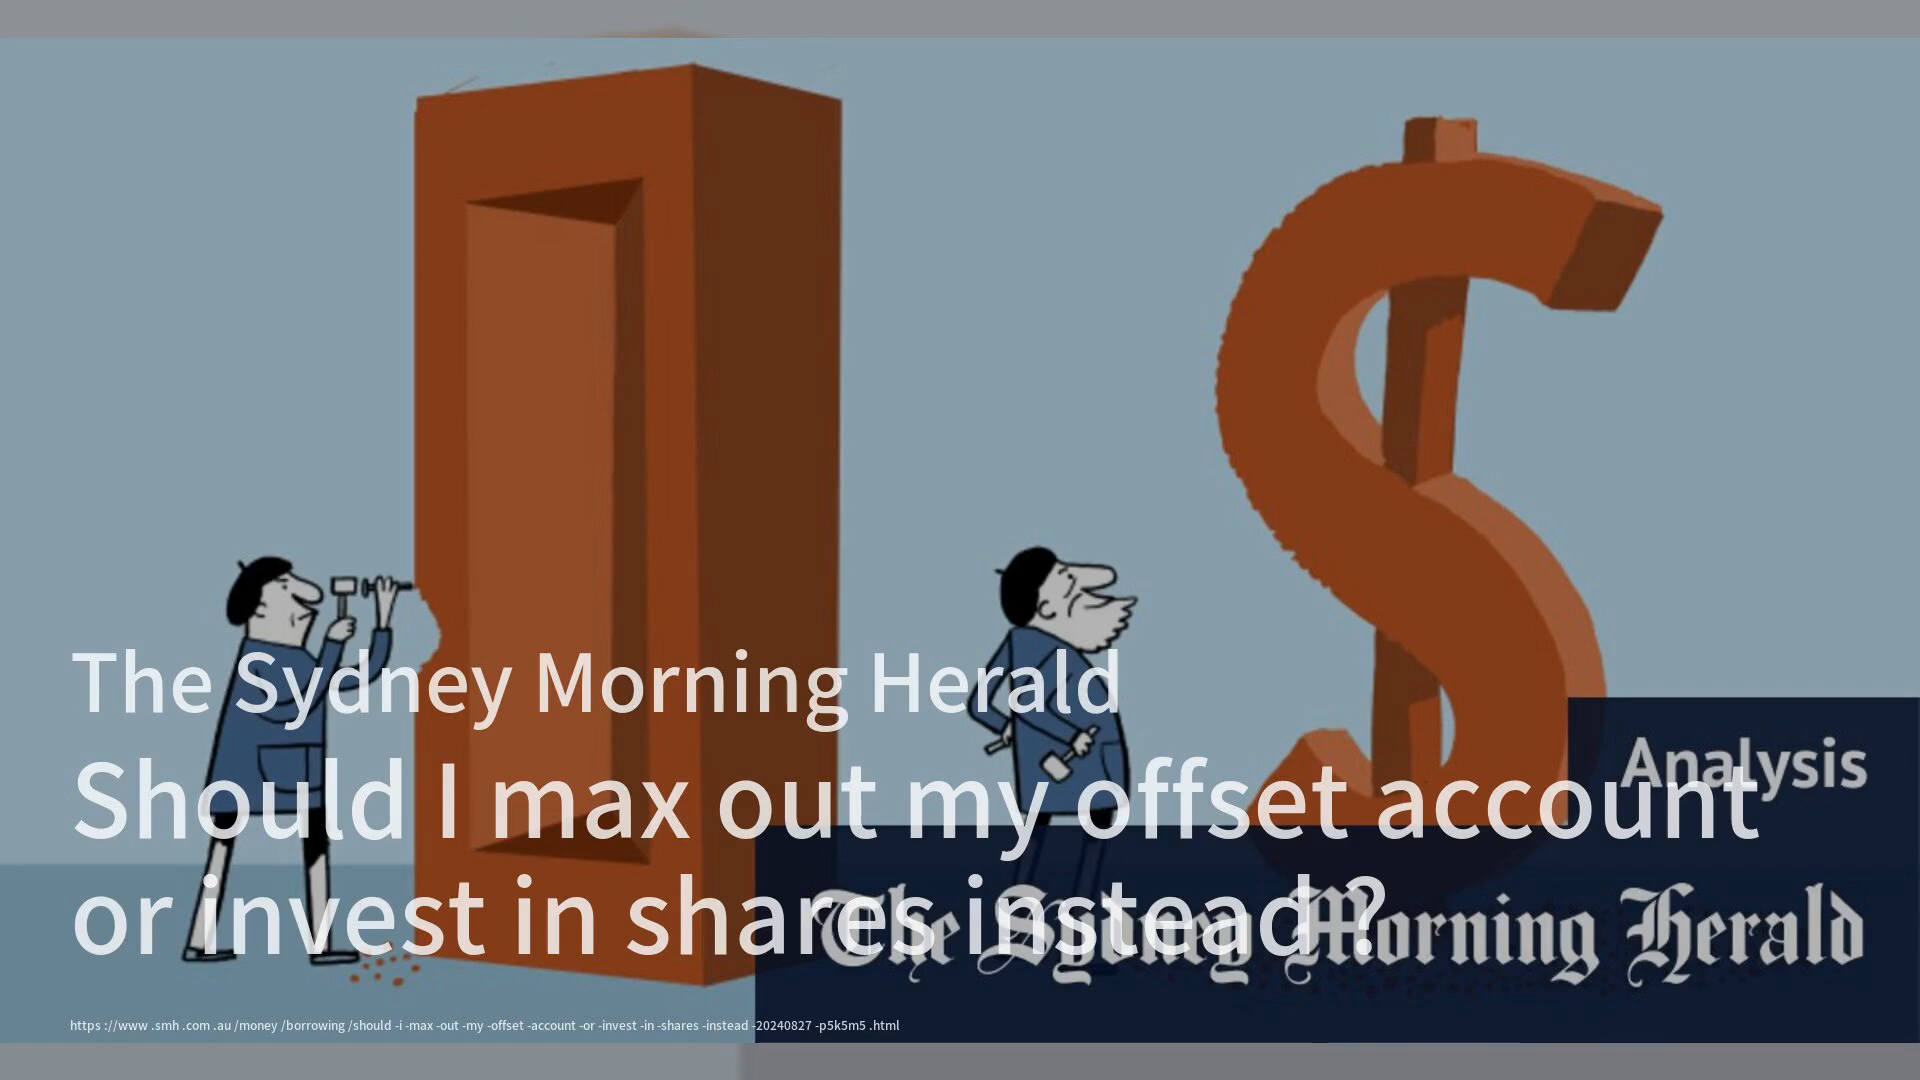 The Sydney Morning Herald
Analysis
Should I max out my offset account
or invest in shares instead ?
The Sydney Morning Herald
https ://www .smh .com .au /money /borrowing /should -i -max -out -my -offset -account -or -invest -in -shares -instead -20240827 -p5k5m5 .html